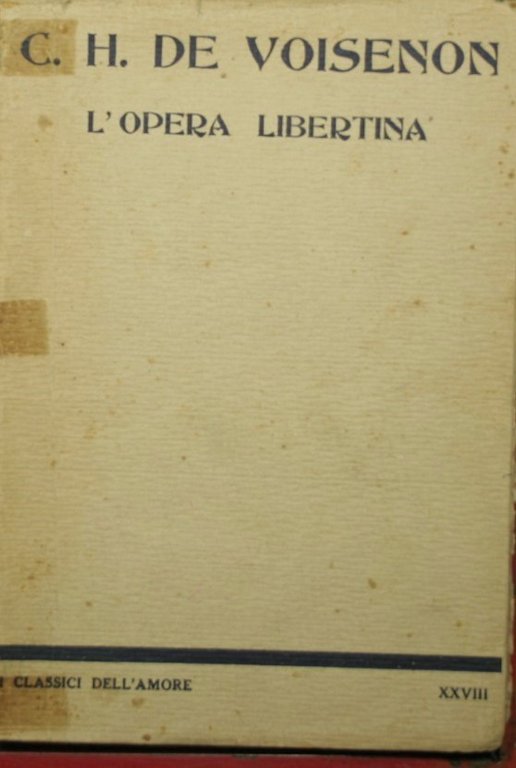 C. H. DE VOISENON
L'OPERA LIBERTINA
I CLASSICI DELL'AMORE
XXVIII